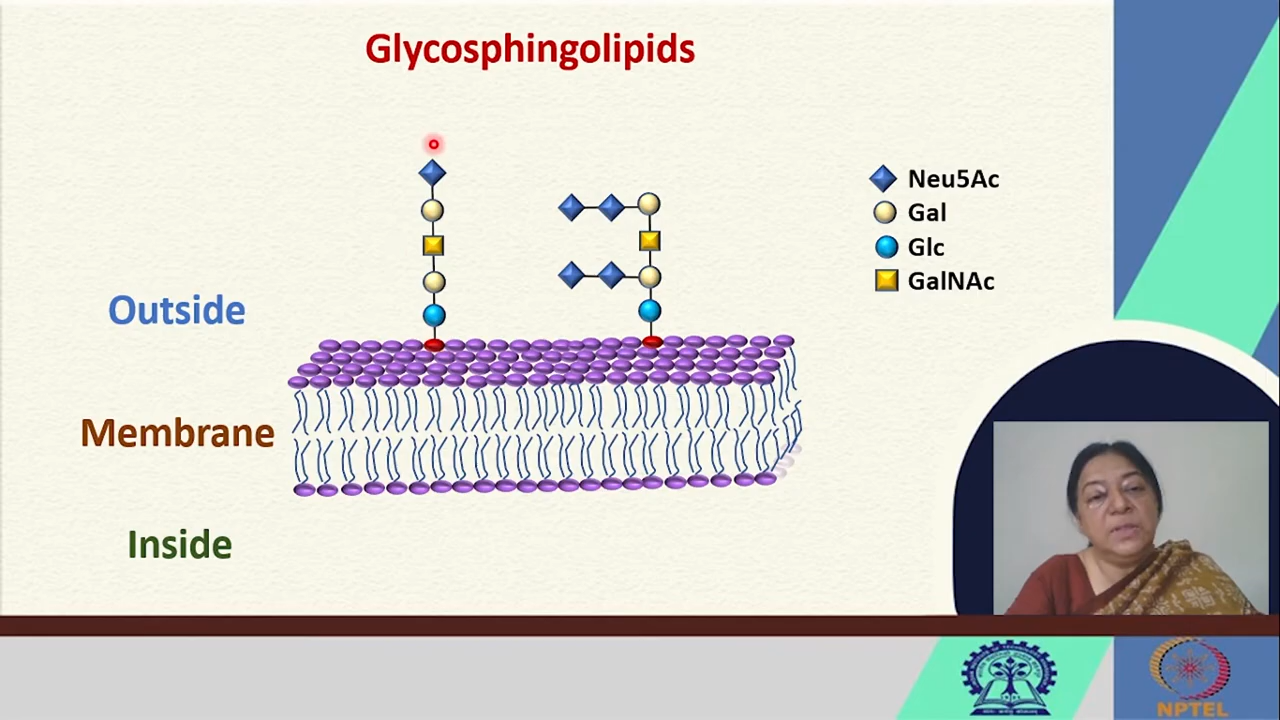 Glycosphingolipids
Neu5Ac
Gal
Glc
GalNAc
Outside
Membrane
Inside
NPTEL